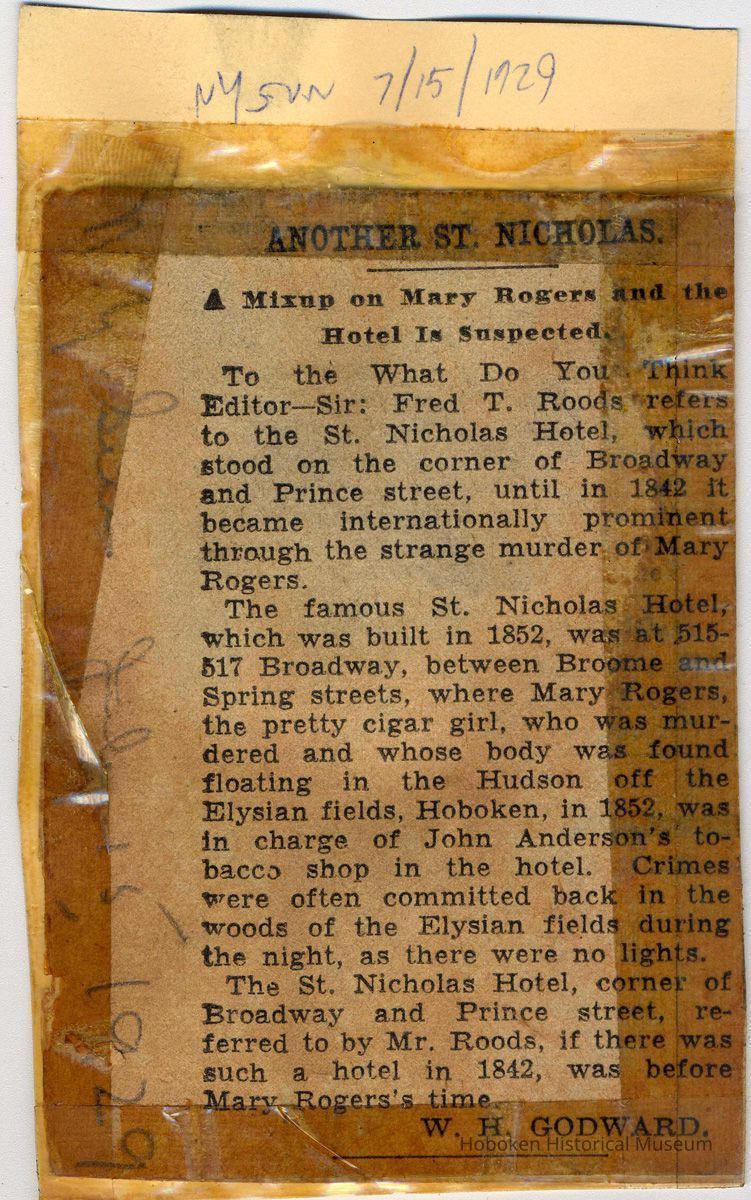 NY SUN 7/15/1929
ANOTHER ST. NICHOLAS.
A Mixup on Mary Rogers and the
Hotel Is Suspected.
To the What Do You Think
Editor—Sir: Fred T. Roods refers
to the St. Nicholas Hotel, which
stood on the corner of Broadway
and Prince street, until in 1842 it
became internationally prominent
through the strange murder of Mary
Rogers.
The famous St. Nicholas Hotel,
which was built in 1852, was at 515-
517 Broadway, between Broome and
Spring streets, where Mary Rogers,
the pretty cigar girl, who was mur-
dered and whose body was found
floating in the Hudson off the
Elysian fields, Hoboken, in 1852, was
in charge of John Anderson's to-
bacco shop in the hotel. Crimes
were often committed back in the
woods of the Elysian fields during
the night, as there were no lights.
The St. Nicholas Hotel, corner of
Broadway and Prince street, re-
ferred to by Mr. Roods, if there was
such a hotel in 1842, was before
Mary Rogers's time.
W. H. GODWARD.
Hoboken Historical Museum
15 1929